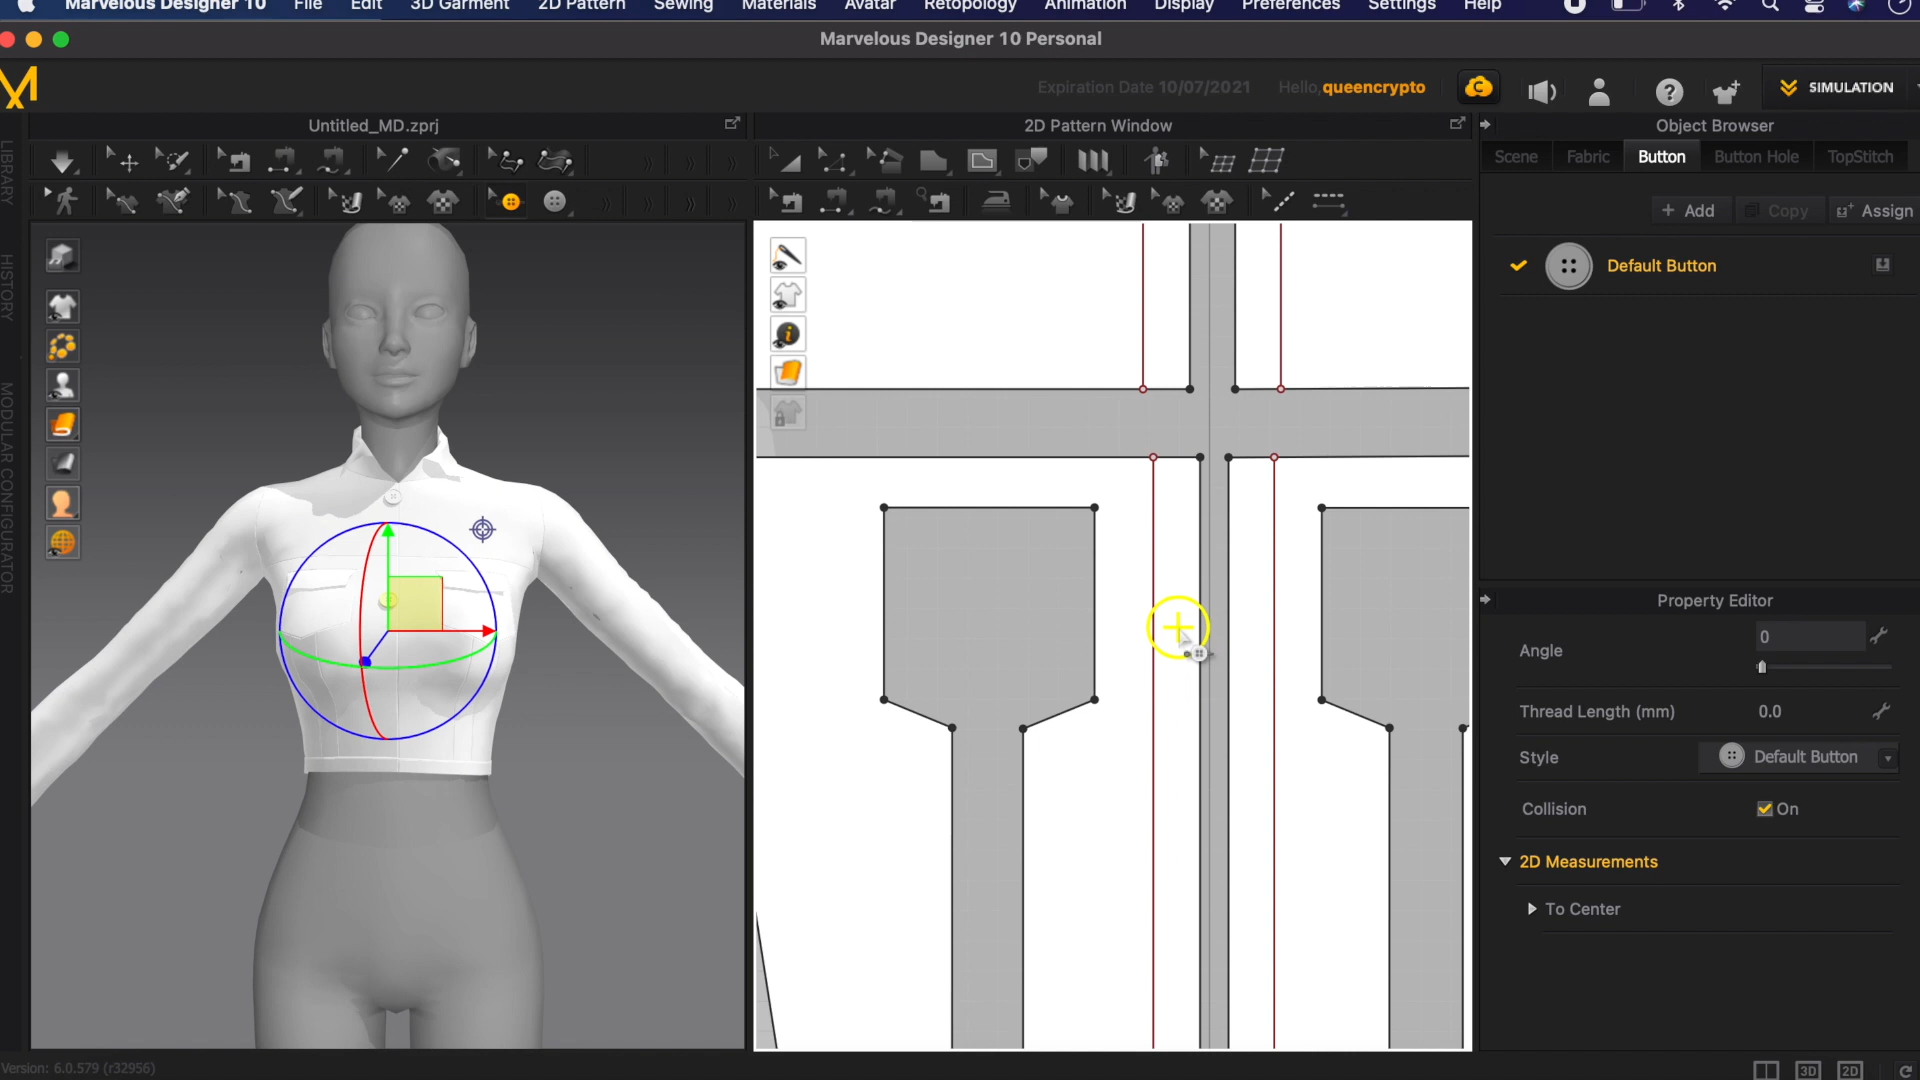 Marvelous Designer 10 File Edit 3D Garment 2D Pattern Sewing Materials Avatar Retopology Animation Display Preferences Settings Help
Marvelous Designer 10 Personal
Expiration Date 10/07/2021 Hello, queencrypto
SIMULATION
Untitled_MD.zprj
2D Pattern Window
Object Browser
Scene Fabric Button Button Hole TopStitch
+ Add Copy Assign
Default Button
LIBRARY
HISTORY
MODULAR CONFIGURATOR
Property Editor
Angle 0
Thread Length (mm) 0.0
Style Default Button
Collision On
2D Measurements
To Center
Version: 6.0.579 (r32956)
3D 2D